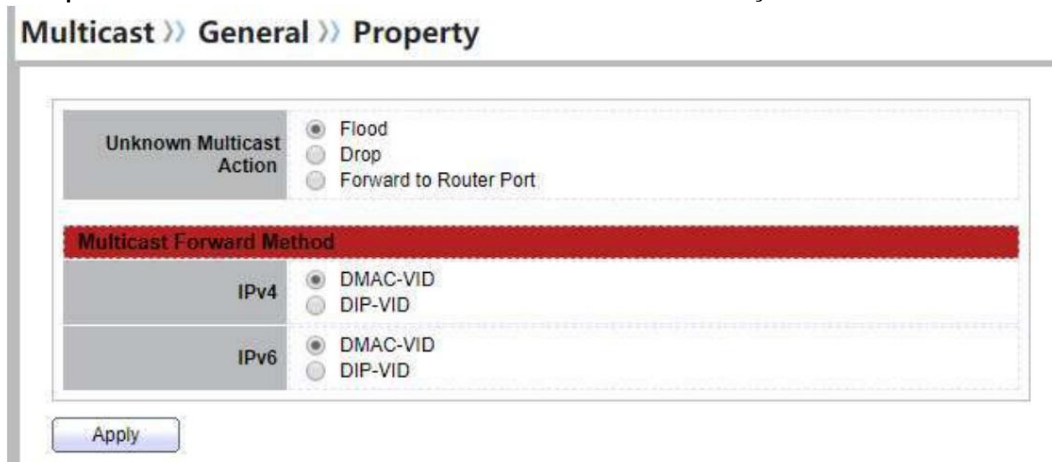 Multicast 》 General 》 Property
Unknown Multicast
Action
Flood
Drop
Forward to Router Port
Multicast Forward Method
IPv4
DMAC-VID
DIP-VID
IPv6
DMAC-VID
DIP-VID
Apply